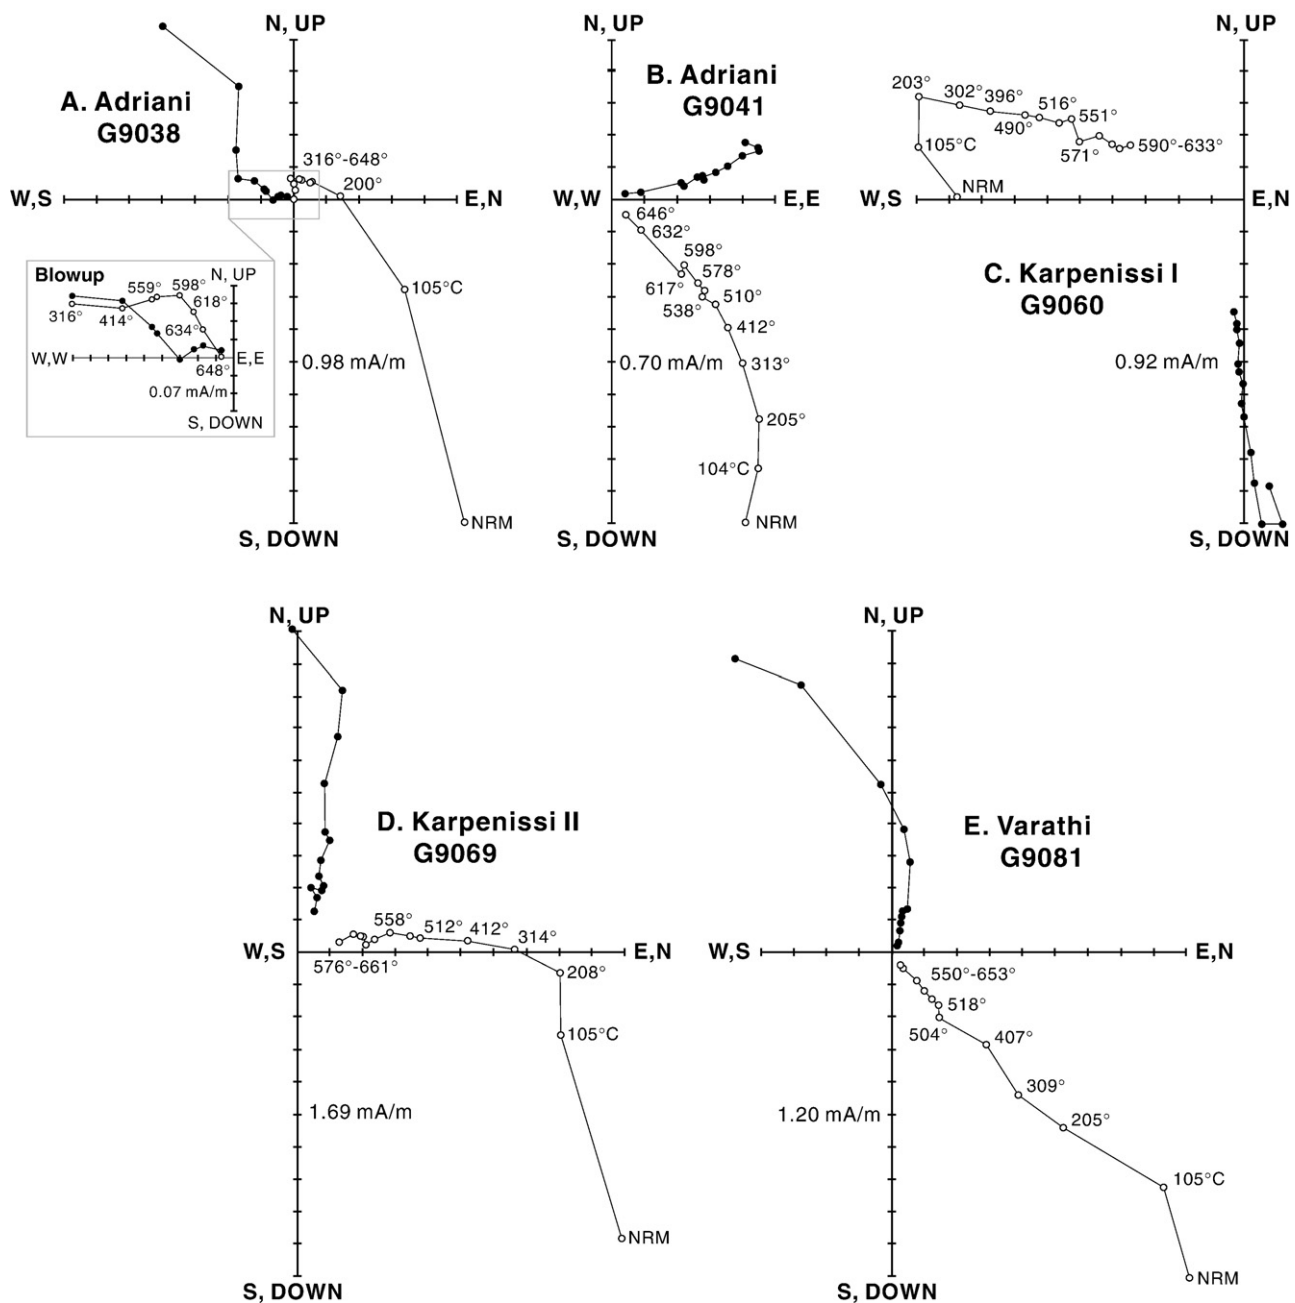 N, UP
A. Adriani
G9038
316°-648°
200°
W,S
E,N
105°C
0.98 mA/m
NRM
S, DOWN
Blowup
N, UP
559°
598°
618°
316°
414°
634°
W,W
E,E
648°
0.07 mA/m
S, DOWN
N, UP
B. Adriani
G9041
W,W
E,E
646°
632°
598°
578°
617°
538°
510°
412°
0.70 mA/m
313°
205°
104°C
NRM
S, DOWN
N, UP
203°
302°
396°
516°
551°
490°
105°C
571°
590°-633°
NRM
W,S
E,N
C. Karpenissi I
G9060
0.92 mA/m
S, DOWN
N, UP
D. Karpenissi II
G9069
558°
512°
412°
314°
W,S
E,N
576°-661°
208°
105°C
1.69 mA/m
NRM
S, DOWN
N, UP
E. Varathi
G9081
W,S
E,N
550°-653°
518°
504°
407°
309°
205°
1.20 mA/m
105°C
NRM
S, DOWN